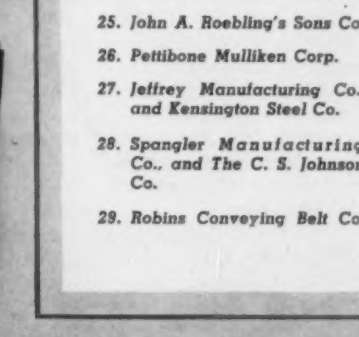 25. John A. Roebling's Sons Co
26. Pettibone Mulliken Corp.
27. Jeffrey Manufacturing Co.
and Kensington Steel Co.
28. Spangler Manufacturing
Co., and The C. S. Johnson
Co.
29. Robins Conveying Belt Co